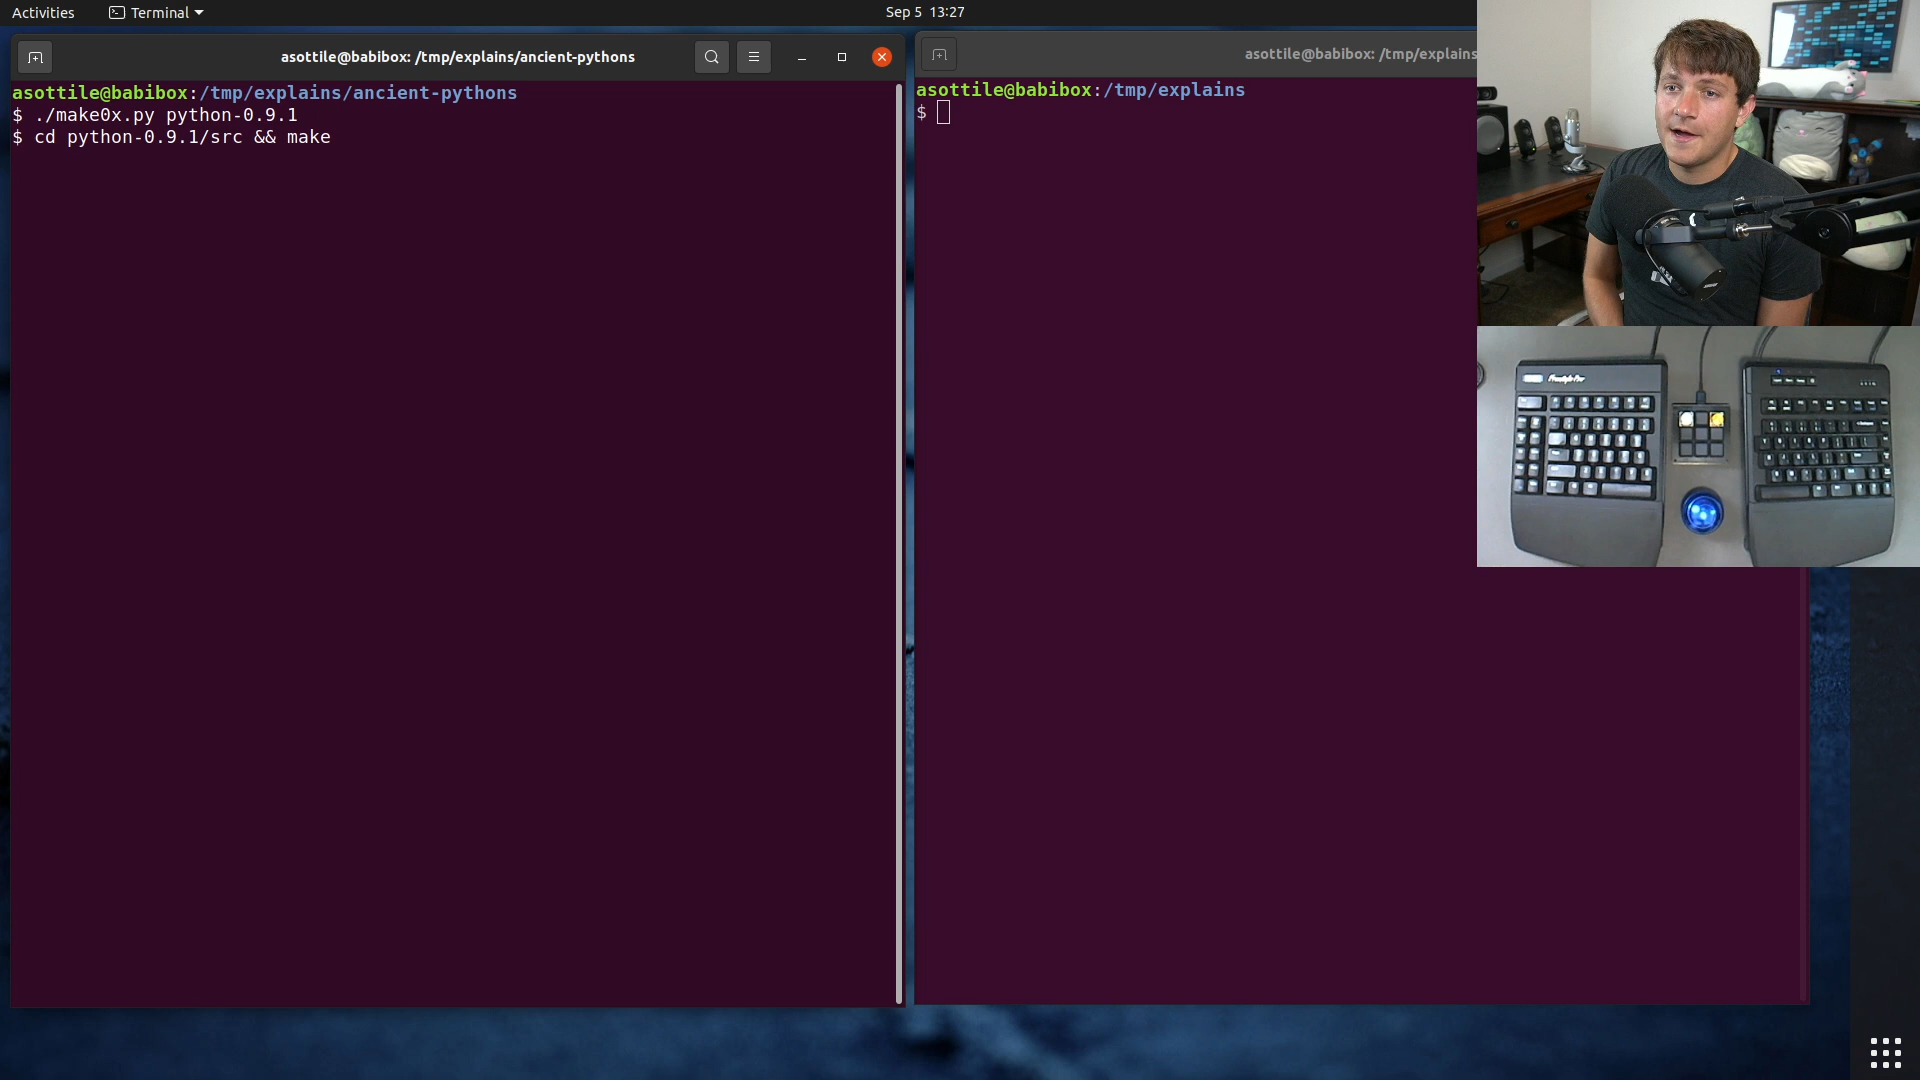 Activities
Terminal
Sep 5 13:27
asottile@babibox: /tmp/explains/ancient-pythons
asottile@babibox:/tmp/explains/ancient-pythons
$ ./make0x.py python-0.9.1
$ cd python-0.9.1/src && make
asottile@babibox: /tmp/explains
asottile@babibox:/tmp/explains
$
Freestyle Pro